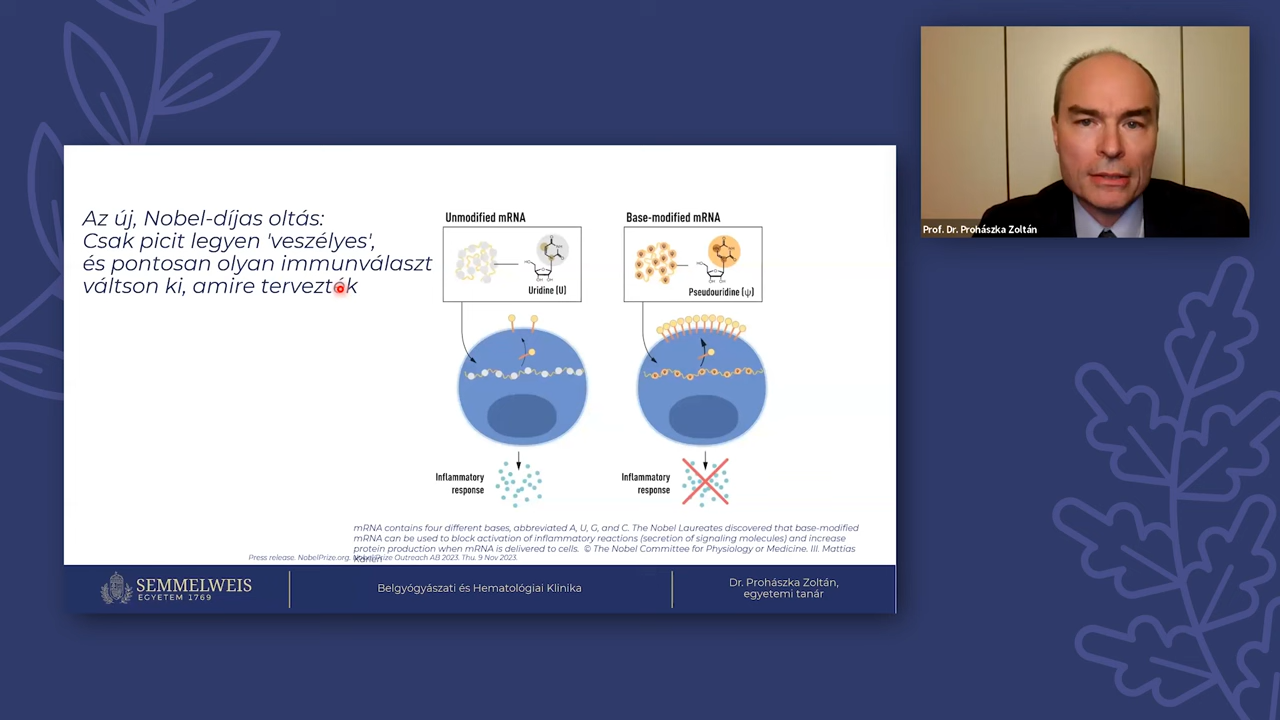 Prof. Dr. Prohászka Zoltán
Az új, Nobel-díjas oltás:
Csak picit legyen 'veszélyes',
és pontosan olyan immunválaszt
váltson ki, amire tervezték
Unmodified mRNA
Uridine (U)
Inflammatory
response
Base-modified mRNA
Pseudouridine (ψ)
Inflammatory
response
mRNA contains four different bases, abbreviated A, U, G, and C. The Nobel Laureates discovered that base-modified
mRNA can be used to block activation of inflammatory reactions (secretion of signaling molecules) and increase
protein production when mRNA is delivered to cells. © The Nobel Committee for Physiology or Medicine. Ill. Mattias
Press release. NobelPrize.org. Prize Outreach AB 2023. Thu. 9 Nov 2023.
SEMMELWEIS
EGYETEM 1769
Belgyógyászati és Hematológiai Klinika
Dr. Prohászka Zoltán,
egyetemi tanár